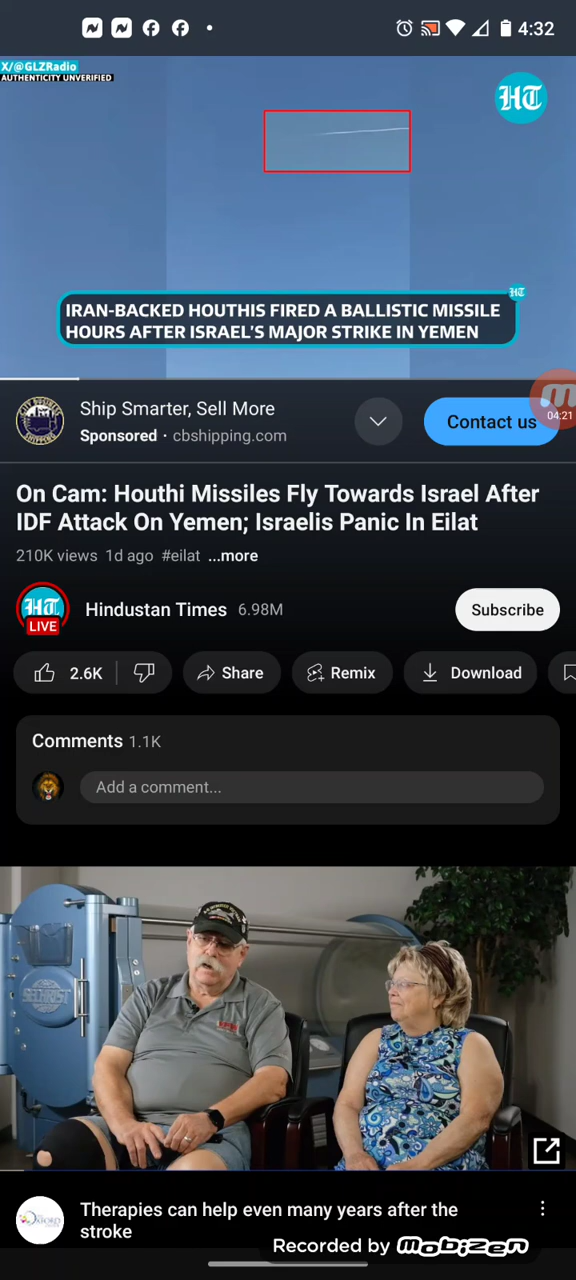 4:32
X/@GLZRadio
AUTHENTICITY UNVERIFIED
HT
HT
IRAN-BACKED HOUTHIS FIRED A BALLISTIC MISSILE
HOURS AFTER ISRAEL'S MAJOR STRIKE IN YEMEN
Ship Smarter, Sell More
Sponsored · cbshipping.com
Contact us
04:21
On Cam: Houthi Missiles Fly Towards Israel After
IDF Attack On Yemen; Israelis Panic In Eilat
210K views 1d ago #eilat ...more
HT
LIVE
Hindustan Times 6.98M
Subscribe
2.6K
Share
Remix
Download
Comments 1.1K
Add a comment...
SECHRIST
Therapies can help even many years after the
stroke
Recorded by mobizen